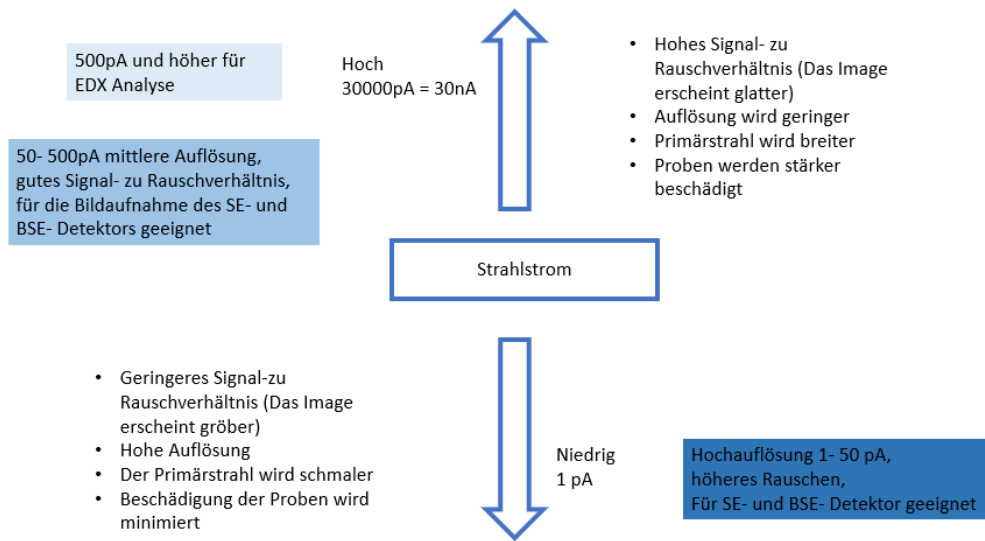 500pA und höher für
EDX Analyse
Hoch
30000pA = 30nA
• Hohes Signal- zu
Rauschverhältnis (Das Image
erscheint glatter)
• Auflösung wird geringer
• Primärstrahl wird breiter
• Proben werden stärker
beschädigt
50- 500pA mittlere Auflösung,
gutes Signal- zu Rauschverhältnis,
für die Bildaufnahme des SE- und
BSE- Detektors geeignet
Strahlstrom
• Geringeres Signal-zu
Rauschverhältnis (Das Image
erscheint gröber)
• Hohe Auflösung
• Der Primärstrahl wird schmaler
• Beschädigung der Proben wird
minimiert
Niedrig
1 pA
Hochauflösung 1- 50 pA,
höheres Rauschen,
Für SE- und BSE- Detektor geeignet